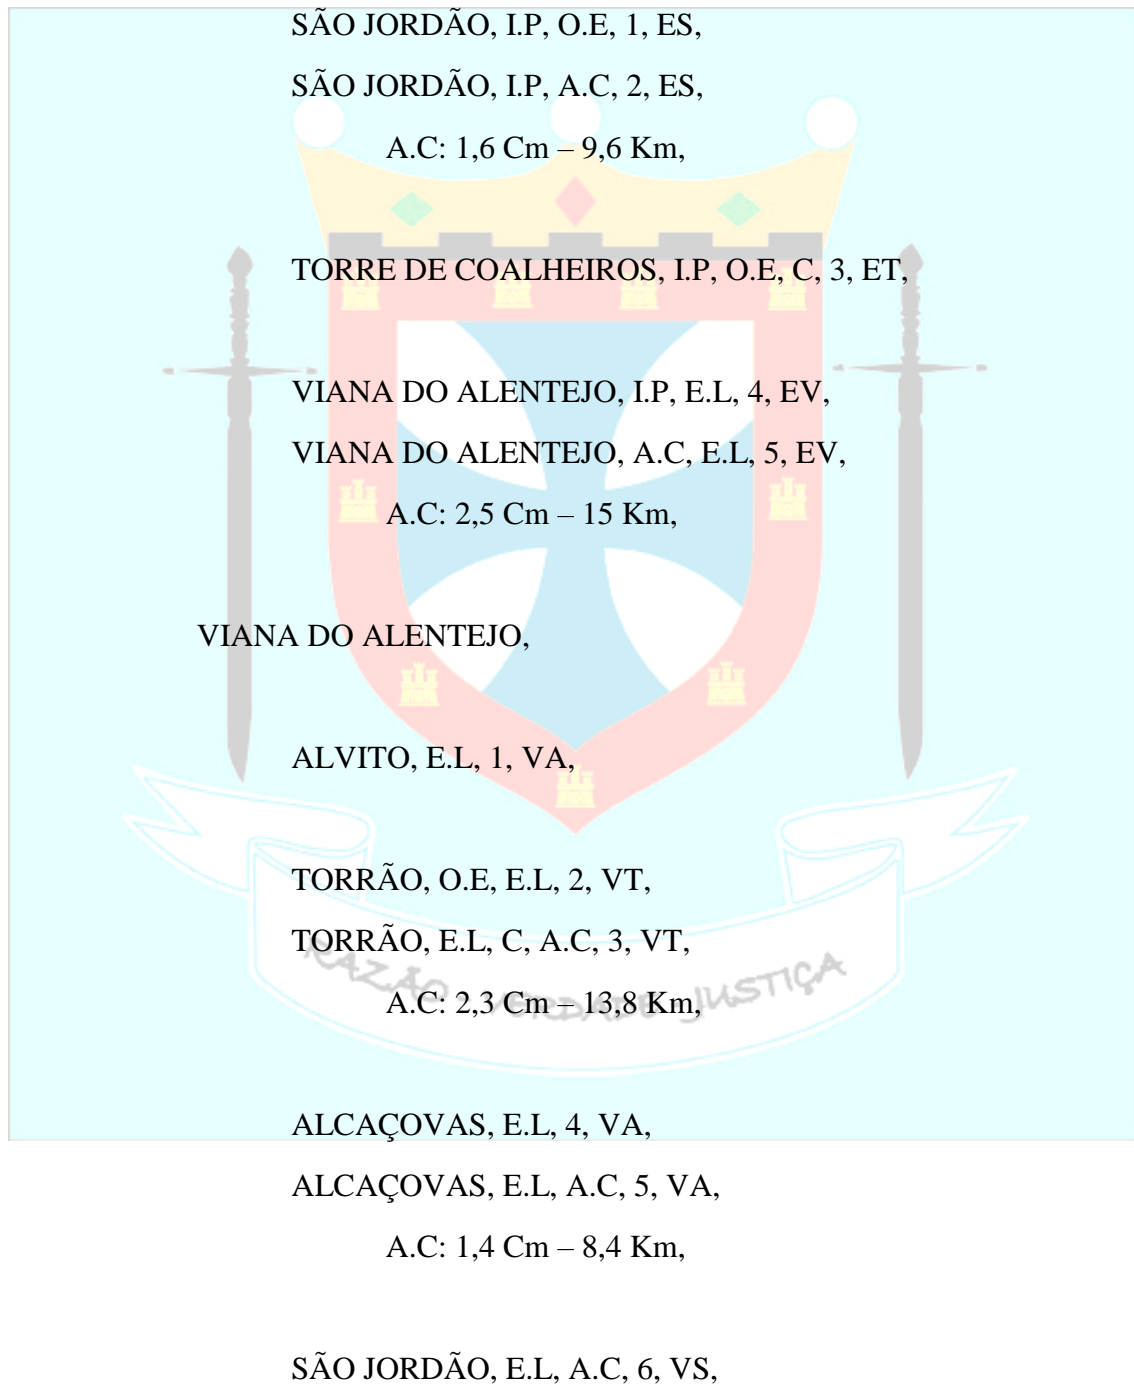 SÃO JORDÃO, I.P, O.E, 1, ES,
SÃO JORDÃO, I.P, A.C, 2, ES,
A.C: 1,6 Cm – 9,6 Km,
TORRE DE COALHEIROS, I.P, O.E, C, 3, ET,
VIANA DO ALENTEJO, I.P, E.L, 4, EV,
VIANA DO ALENTEJO, A.C, E.L, 5, EV,
A.C: 2,5 Cm – 15 Km,
VIANA DO ALENTEJO,
ALVITO, E.L, 1, VA,
TORRÃO, O.E, E.L, 2, VT,
TORRÃO, E.L, C, A.C, 3, VT,
RAZÃO - VERDADE - JUSTIÇA
A.C: 2,3 Cm – 13,8 Km,
ALCAÇOVAS, E.L, 4, VA,
ALCAÇOVAS, E.L, A.C, 5, VA,
A.C: 1,4 Cm – 8,4 Km,
SÃO JORDÃO, E.L, A.C, 6, VS,